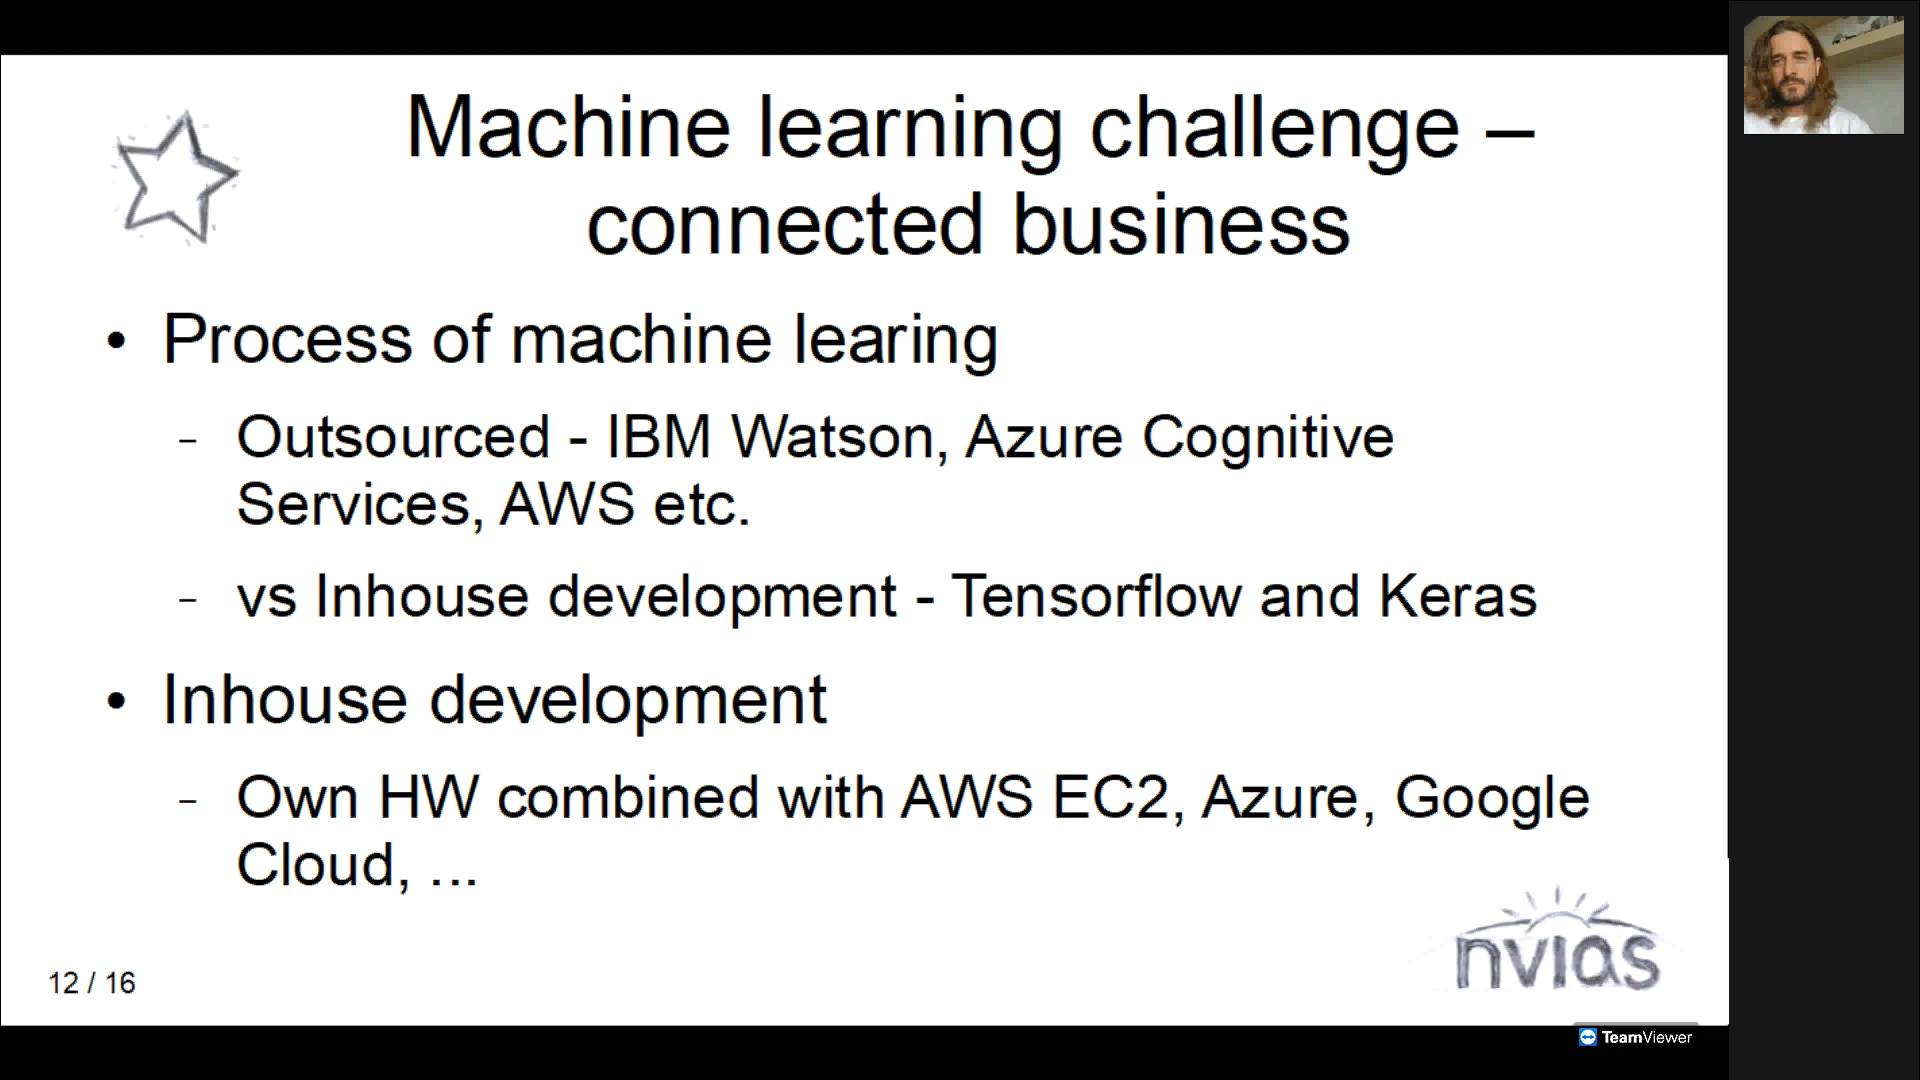 Machine learning challenge –
connected business
• Process of machine learing
– Outsourced - IBM Watson, Azure Cognitive
Services, AWS etc.
– vs Inhouse development - Tensorflow and Keras
• Inhouse development
– Own HW combined with AWS EC2, Azure, Google
Cloud, ...
nvias
12 / 16
TeamViewer